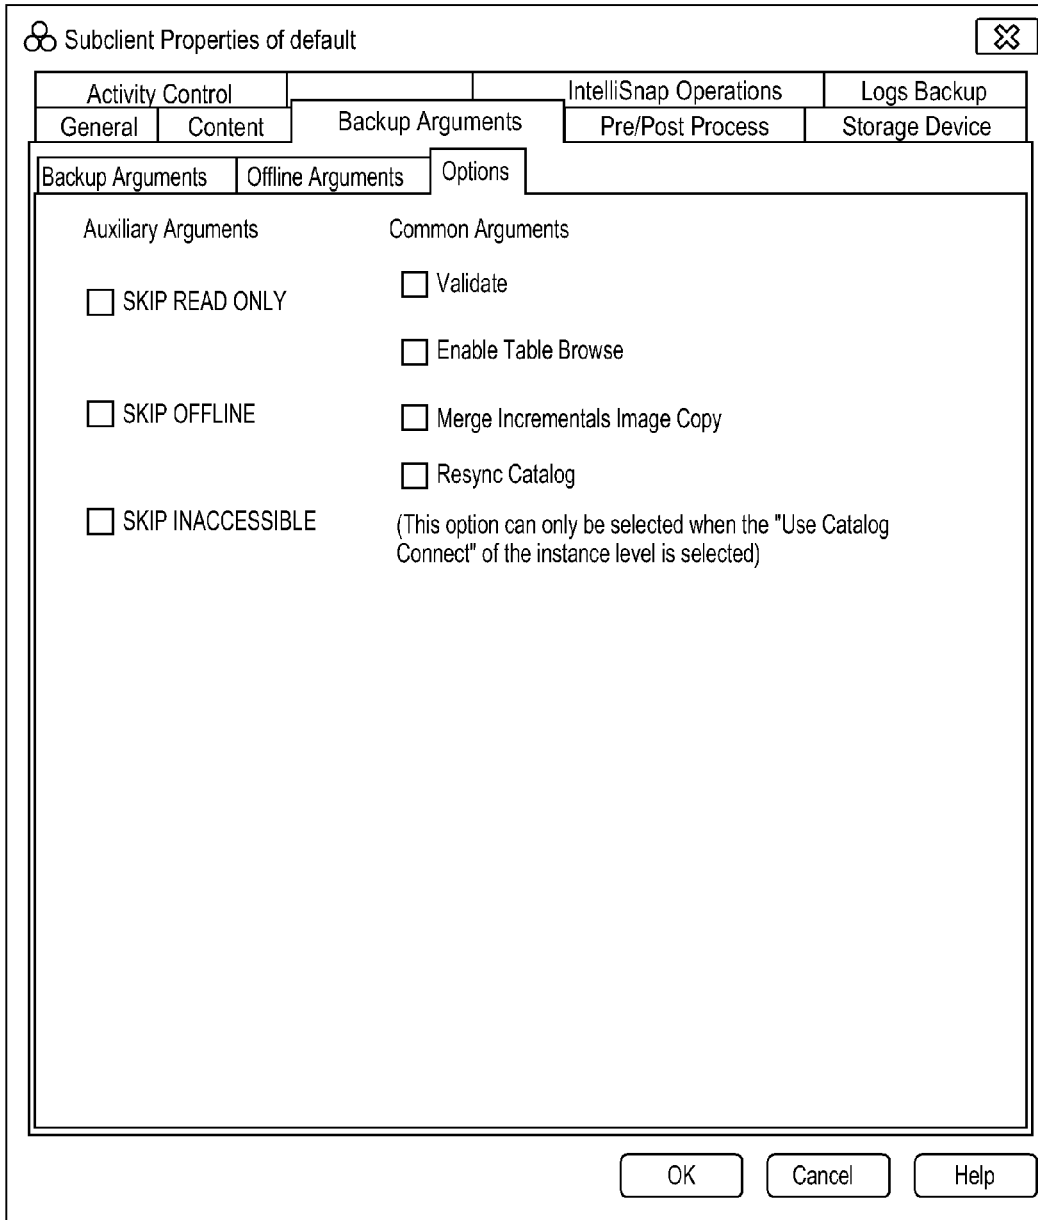 Subclient Properties of default
Activity Control
IntelliSnap Operations
Logs Backup
General
Content
Backup Arguments
Pre/Post Process
Storage Device
Backup Arguments
Offline Arguments
Options
Auxiliary Arguments
Common Arguments
Validate
SKIP READ ONLY
Enable Table Browse
SKIP OFFLINE
Merge Incrementals Image Copy
Resync Catalog
SKIP INACCESSIBLE
(This option can only be selected when the "Use Catalog
Connect" of the instance level is selected)
OK
Cancel
Help